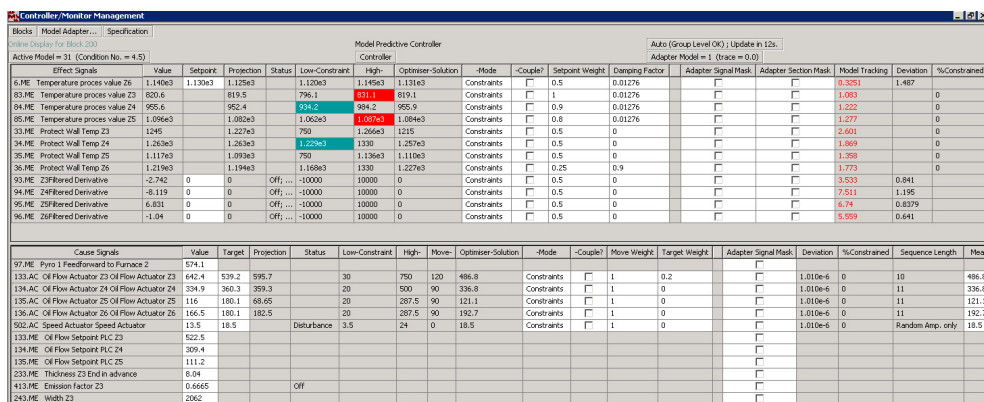 Controller/Monitor Management
Blocks Model Adapter... Specification
Online Display for Block 200 Model Predictive Controller Auto (Group Level OK) ; Update in 12s.
Active Model = 31 (Condition No. = 4.5) Controller Adapter Model = 1 (trace = 0.0)
Effect Signals Value Setpoint Projection Status Low-Constraint High- Optimiser-Solution -Mode -Couple? Setpoint Weight Damping Factor Adapter Signal Mask Adapter Section Mask Model Tracking Deviation %Constrained
6.ME Temperature proces value Z6 1.140e3 1.130e3 1.125e3 1.120e3 1.145e3 1.131e3 Constraints 0.5 0.01276 0.3251 1.487
83.ME Temperature proces value Z3 820.6 819.5 796.1 831.1 819.1 Constraints 1 0.01276 1.083 0
84.ME Temperature proces value Z4 955.6 952.4 934.2 984.2 955.9 Constraints 0.9 0.01276 1.222 0
85.ME Temperature proces value Z5 1.096e3 1.082e3 1.062e3 1.087e3 1.084e3 Constraints 0.8 0.01276 1.277 0
33.ME Protect Wall Temp Z3 1245 1.227e3 750 1.266e3 1215 Constraints 0.5 0 2.601 0
34.ME Protect Wall Temp Z4 1.263e3 1.263e3 1.229e3 1330 1.257e3 Constraints 0.5 0 1.869 0
35.ME Protect Wall Temp Z5 1.117e3 1.093e3 750 1.136e3 1.110e3 Constraints 0.5 0 1.358 0
36.ME Protect Wall Temp Z6 1.219e3 1.194e3 1.168e3 1330 1.227e3 Constraints 0.25 0.9 1.773 0
93.ME Z3Filtered Derivative -2.742 0 0 Off; ... -10000 10000 0 Constraints 0.5 0 3.533 0.841
94.ME Z4Filtered Derivative -8.119 0 0 Off; ... -10000 10000 0 Constraints 0.5 0 7.511 1.195
95.ME Z5Filtered Derivative 6.831 0 0 Off; ... -10000 10000 0 Constraints 0.5 0 6.74 0.8379
96.ME Z6Filtered Derivative -1.04 0 0 Off; ... -10000 10000 0 Constraints 0.5 0 5.559 0.641
Cause Signals Value Target Projection Status Low-Constraint High- Move- Optimiser-Solution -Mode -Couple? Move Weight Target Weight Adapter Signal Mask Deviation %Constrained Sequence Length Mea
97.ME Pyro 1 Feedforward to Furnace 2 574.1
133.AC Oil Flow Actuator Z3 Oil Flow Actuator Z3 642.4 539.2 595.7 30 750 120 486.8 Constraints 1 0.2 1.010e-6 0 10 486.8
134.AC Oil Flow Actuator Z4 Oil Flow Actuator Z4 334.9 360.3 359.3 20 500 90 336.8 Constraints 1 0 1.010e-6 0 11 336.8
135.AC Oil Flow Actuator Z5 Oil Flow Actuator Z5 116 180.1 68.65 20 287.5 90 121.1 Constraints 1 0 1.010e-6 0 11 121.1
136.AC Oil Flow Actuator Z6 Oil Flow Actuator Z6 166.5 180.1 182.5 20 287.5 90 192.7 Constraints 1 0 1.010e-6 0 11 192.7
502.AC Speed Actuator Speed Actuator 13.5 18.5 Disturbance 3.5 24 0 18.5 Constraints 1 0 1.010e-6 0 Random Amp. only 18.5
133.ME Oil Flow Setpoint PLC Z3 522.5
134.ME Oil Flow Setpoint PLC Z4 309.4
135.ME Oil Flow Setpoint PLC Z5 111.2
233.ME Thickness Z3 End in advance 8.04
413.ME Emission factor Z3 0.6665 Off
243.ME Width Z3 2062